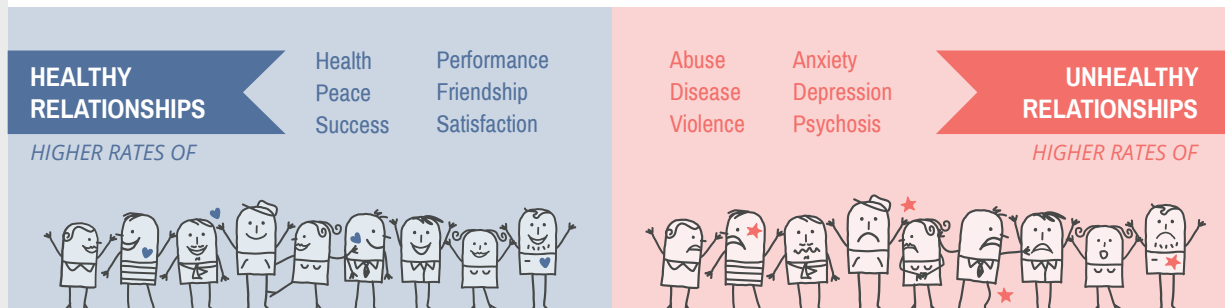 HEALTHY
RELATIONSHIPS
HIGHER RATES OF
Health
Peace
Success
Performance
Friendship
Satisfaction
Abuse
Disease
Violence
Anxiety
Depression
Psychosis
UNHEALTHY
RELATIONSHIPS
HIGHER RATES OF